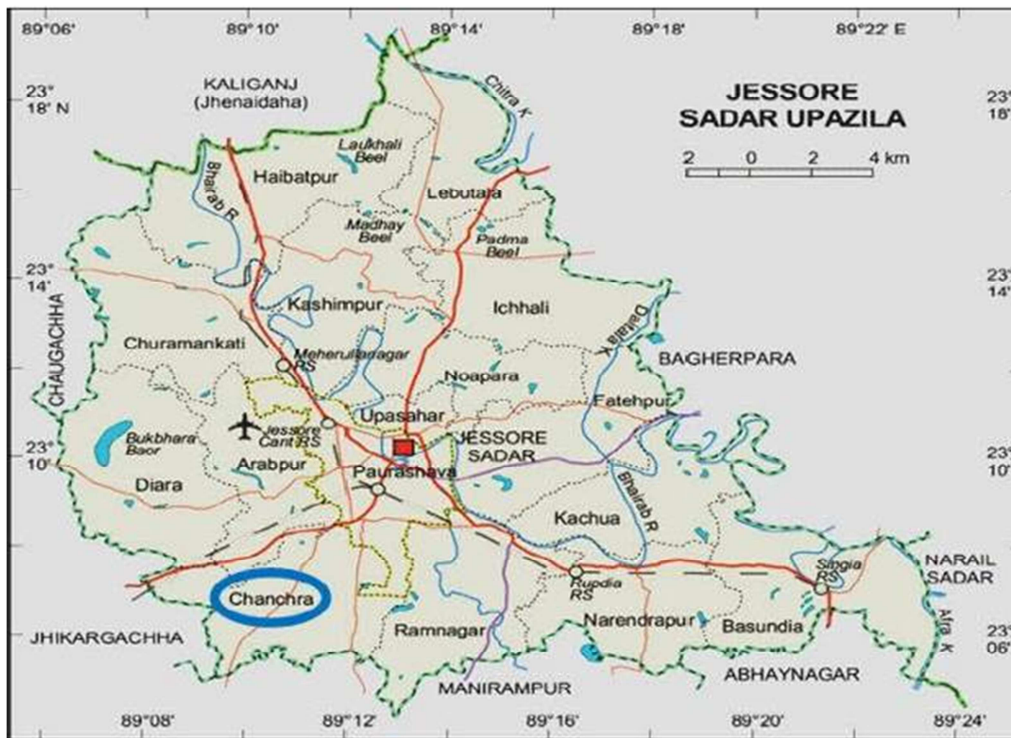 89° 06'
89° 10'
89° 14'
89° 18'
89° 22' E
KALIGANJ
(Jhenaidaha)
Chitra K
23°
18' N
JESSORE
SADAR UPAZILA
23°
18'
2 0 2 4 km
Laukhali
Beel
Bhairab R
Haibatpur
Lebutala
Madhay
Beel
Padma
Beel
23°
14'
23°
14'
Kashimpur
Ichhali
Daitala K
CHAUGACHHA
Churamankati
Meherullanagar
RS
BAGHERPARA
Noapara
Fatehpur
Upasahar
Bukbhara
Baor
Jessore
Cant RS
JESSORE
SADAR
23°
10'
23°
10'
Arabpur
Paurashava
Diara
Bhairab R
Kachua
NARAIL
SADAR
Singia
RS
Rupdia
RS
Chanchra
Afra K
JHIKARGACHHA
Ramnagar
Narendrapur
Basundia
23°
06'
MANIRAMPUR
ABHAYNAGAR
89° 08'
89° 12'
89° 16'
89° 20'
89° 24'